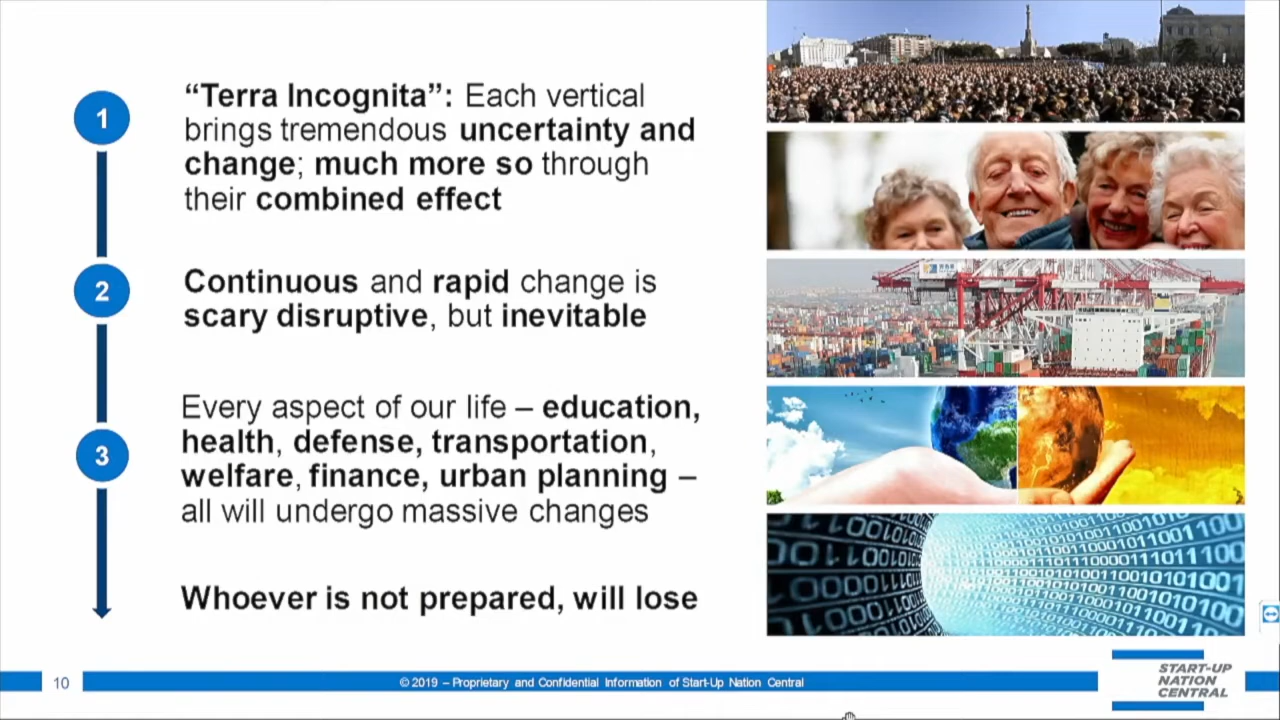 1
“Terra Incognita”: Each vertical
brings tremendous uncertainty and
change; much more so through
their combined effect
2
Continuous and rapid change is
scary disruptive, but inevitable
3
Every aspect of our life – education,
health, defense, transportation,
welfare, finance, urban planning –
all will undergo massive changes
Whoever is not prepared, will lose
10
© 2019 – Proprietary and Confidential Information of Start-Up Nation Central
START-UP
NATION
CENTRAL